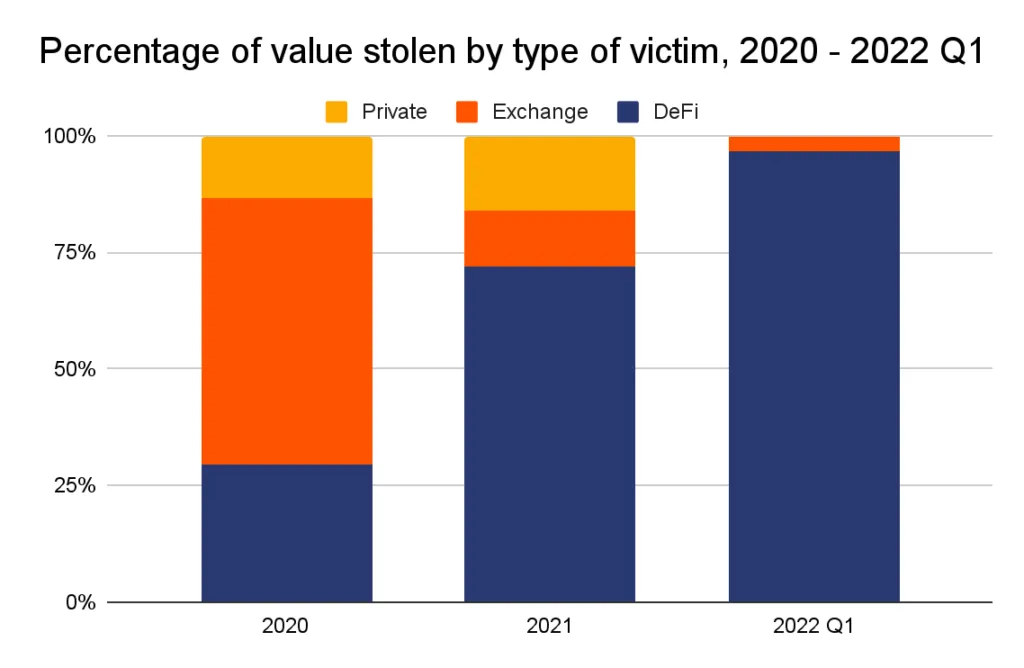 Percentage of value stolen by type of victim, 2020 - 2022 Q1
Private Exchange DeFi
100%
75%
50%
25%
0%
2020 2021 2022 Q1